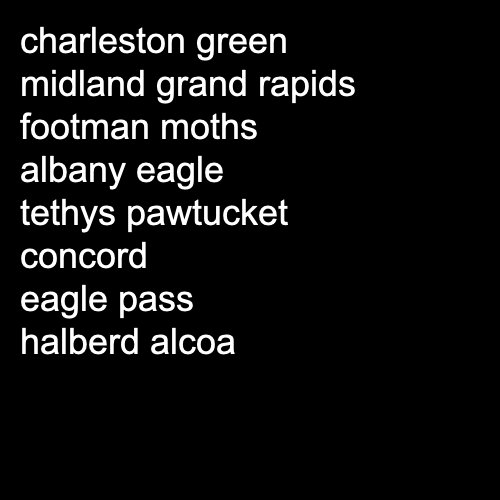 charleston green
midland grand rapids
footman moths
albany eagle
tethys pawtucket
concord
eagle pass
halberd alcoa